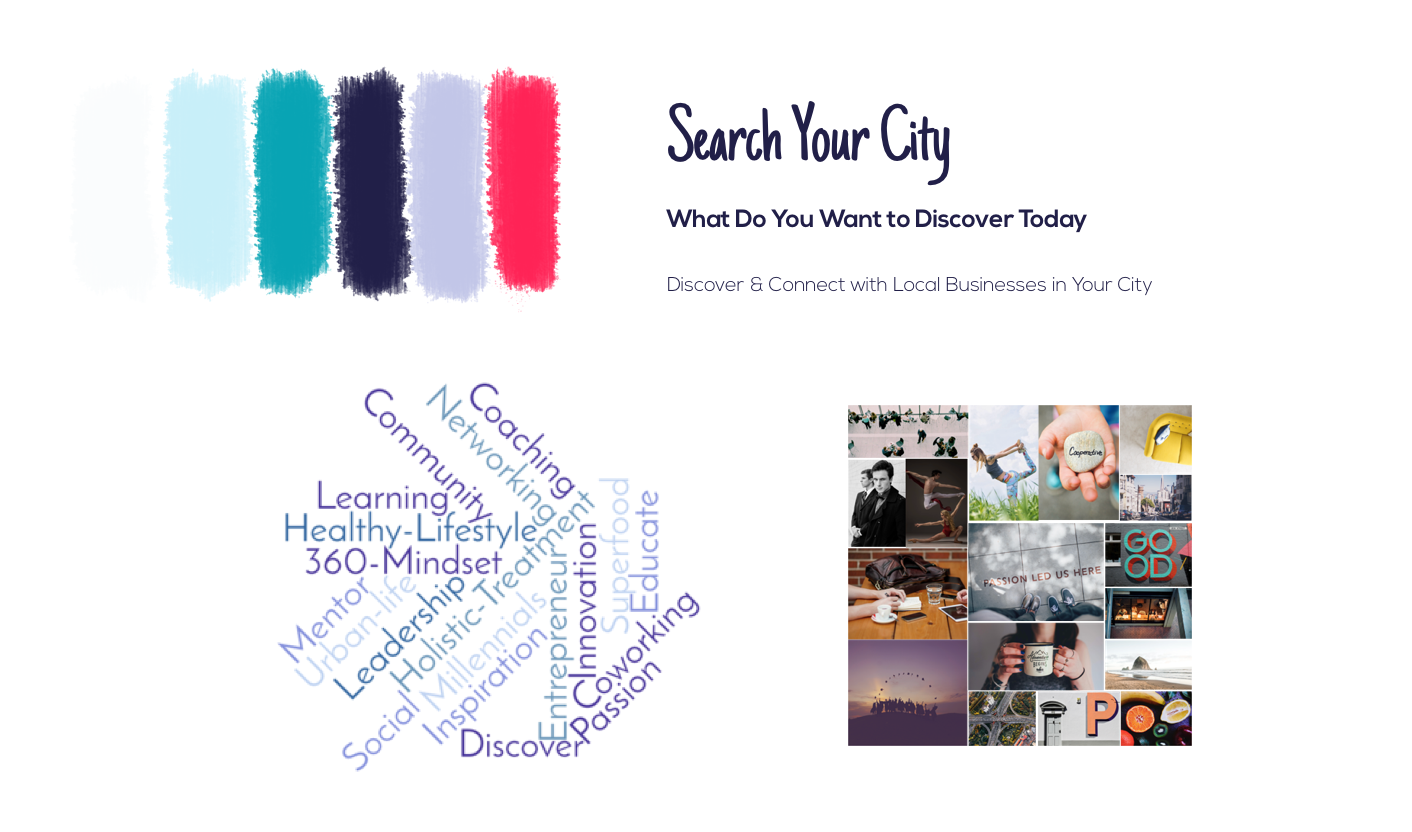 Search Your City
What Do You Want to Discover Today
Discover & Connect with Local Businesses in Your City
Community
Networking
Coaching
Learning
Healthy-Lifestyle
360-Mindset
Mentor
Urban-life
Leadership
Holistic-Treatment
Social
Millennials
Inspiration
Entrepreneur
Innovation
Superfood
Educate
Coworking
Passion
Discover
Cooperative
PASSION LED US HERE
GO
OD
P